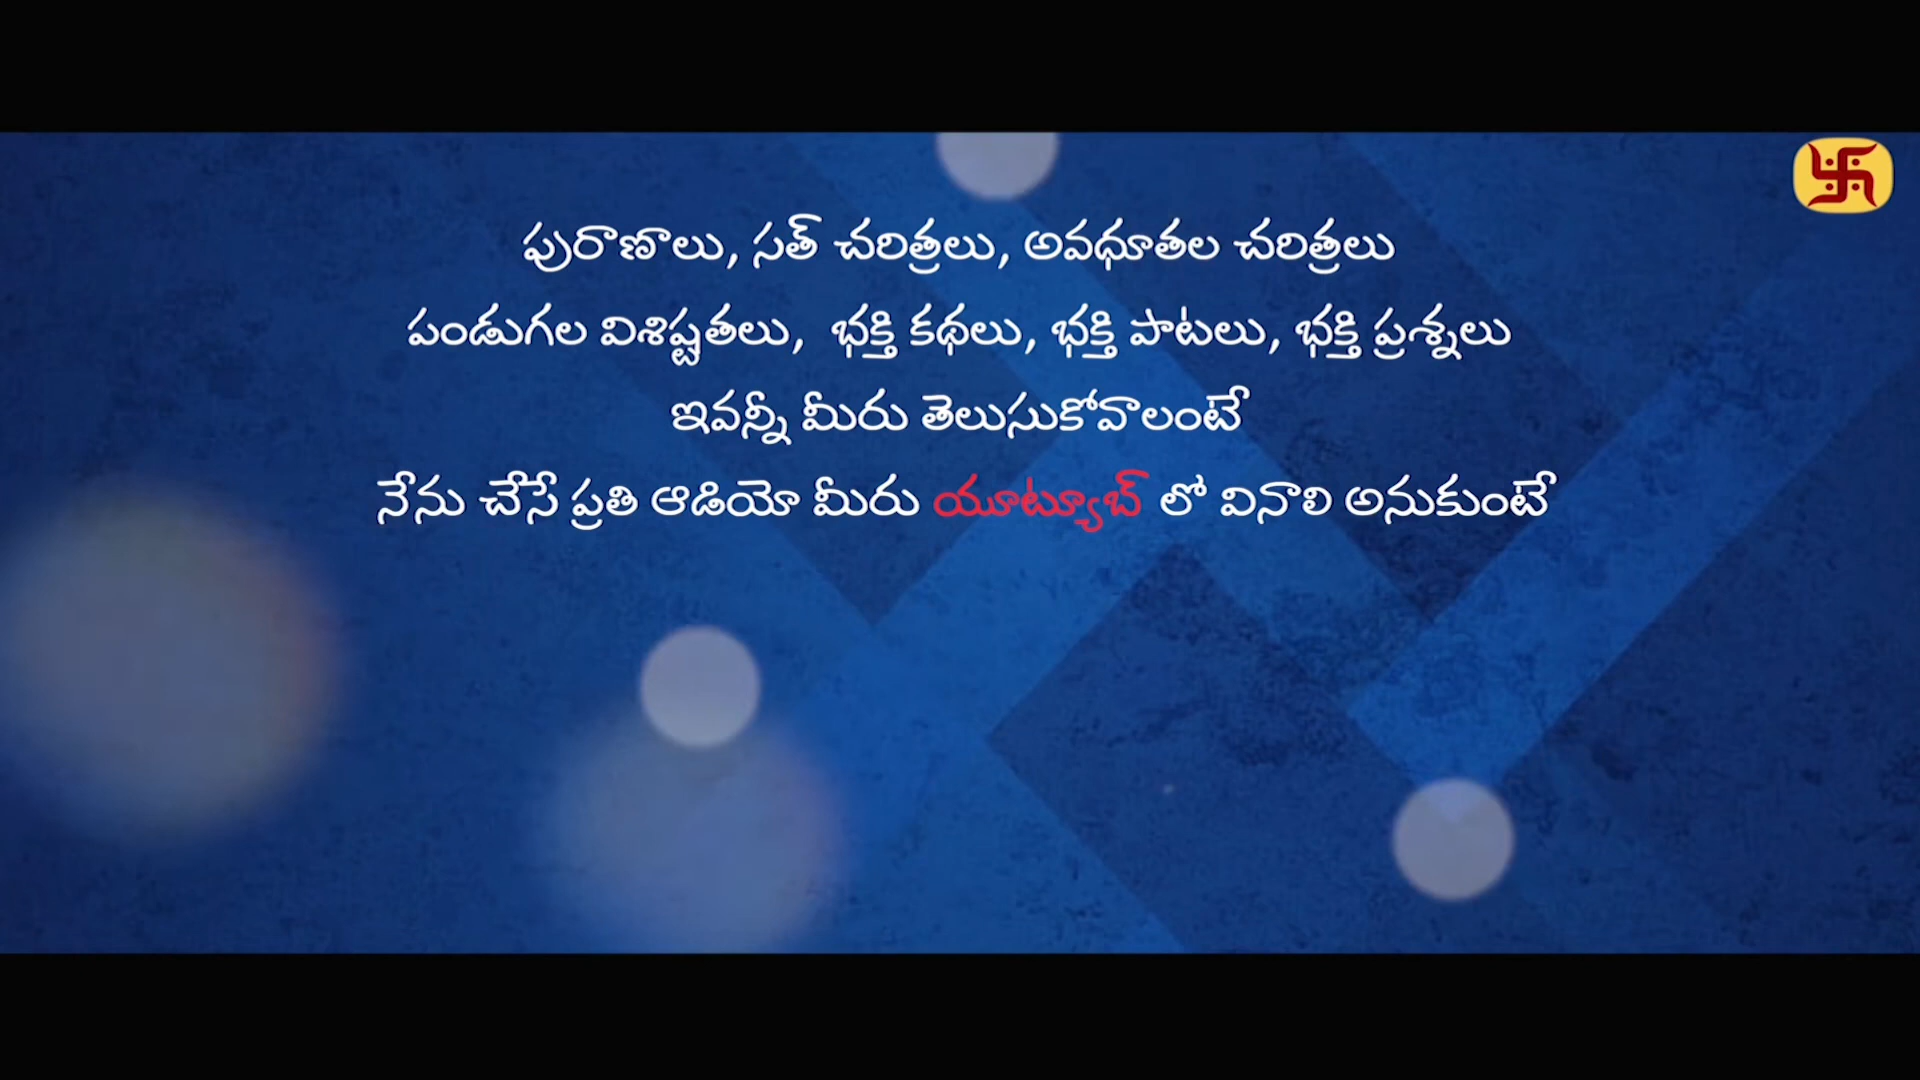 పురాణాలు, సత్ చరిత్రలు, అవధూతల చరిత్రలు
పండుగల విశిష్టతలు, భక్తి కథలు, భక్తి పాటలు, భక్తి ప్రశ్నలు
ఇవన్నీ మీరు తెలుసుకోవాలంటే
నేను చేసే ప్రతి ఆడియో మీరు యూట్యూబ్ లో వినాలి అనుకుంటే